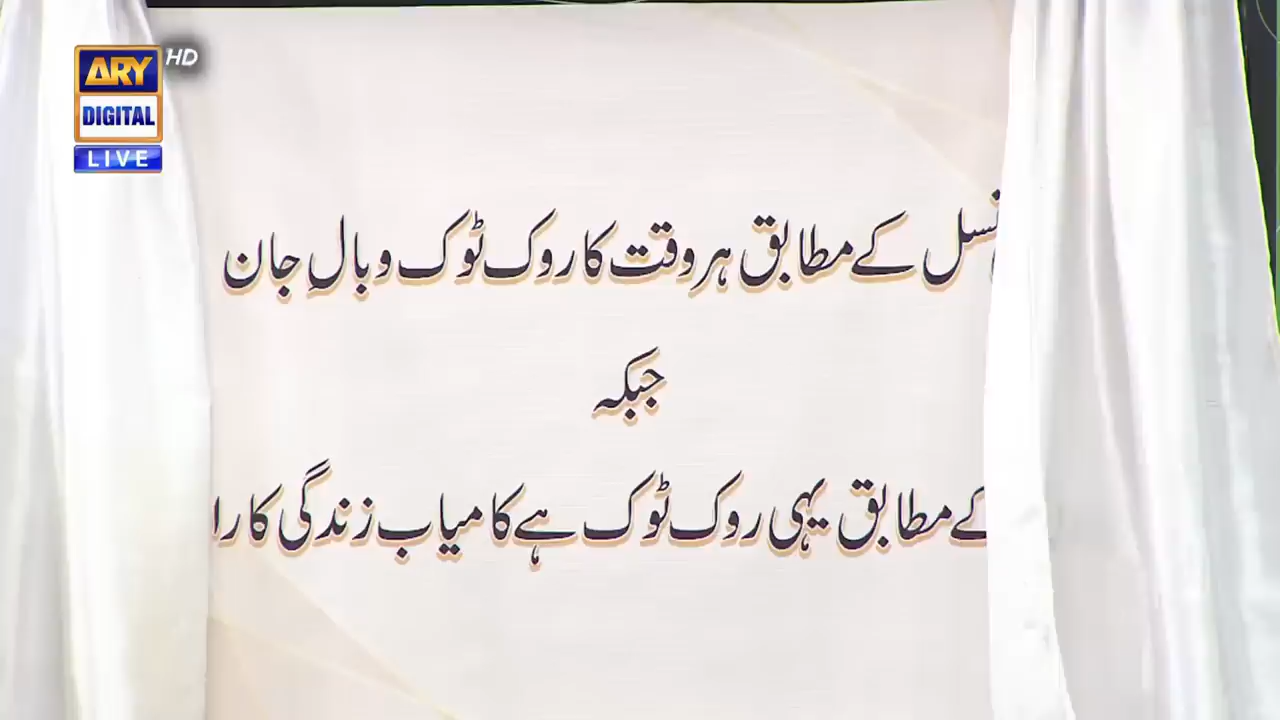 ARY HD
DIGITAL
LIVE
نسل کے مطابق ہر وقت کا روک ٹوک وبالِ جان
جبکہ
کے مطابق یہی روک ٹوک ہے کامیاب زندگی کا